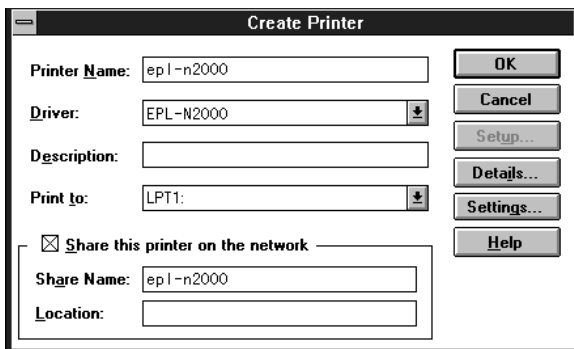 Create Printer
Printer Name: epl-n2000
OK
Driver: EPL-N2000
Cancel
Setup...
Description:
Details...
Print to: LPT1:
Settings...
Share this printer on the network
Help
Share Name: epl-n2000
Location: